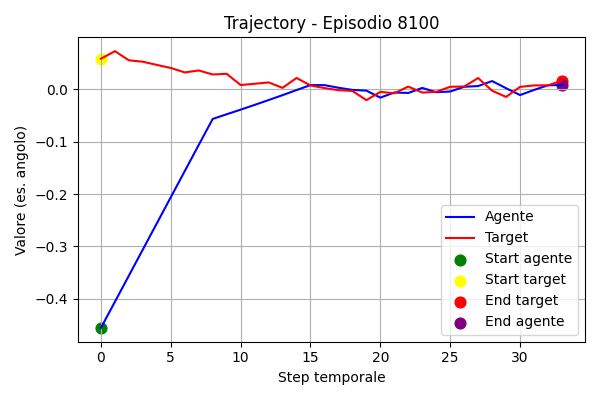 Trajectory - Episodio 8100
Valore (es. angolo)
0.0
−0.1
−0.2
−0.3
−0.4
Agente
Target
Start agente
Start target
End target
End agente
0 5 10 15 20 25 30
Step temporale